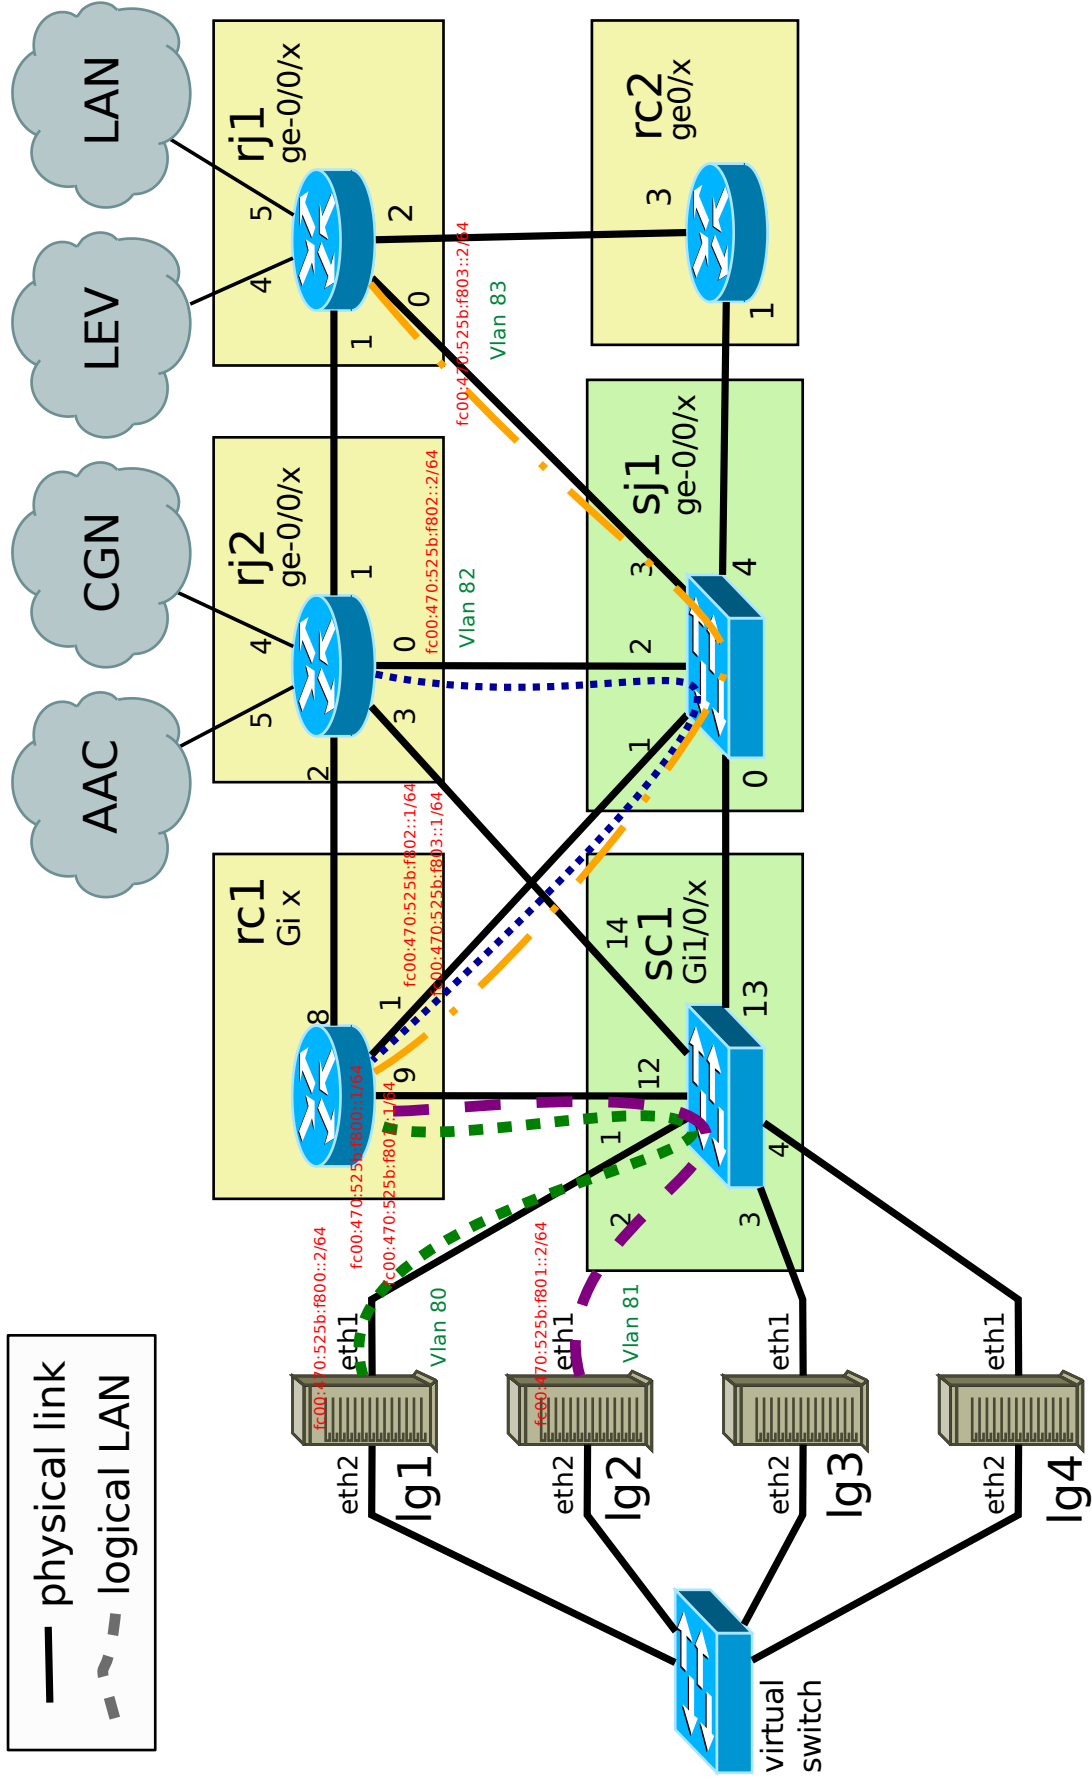 physical link
logical LAN
AAC
CGN
LEV
LAN
rc1
Gi x
8
1
9
rj2
ge-0/0/x
5
4
2
1
3
0
rj1
ge-0/0/x
4
5
1
0
2
sc1
Gi1/0/x
1
12
14
2
3
4
13
sj1
ge-0/0/x
1
2
3
0
4
rc2
ge0/x
3
1
fc00:470:525b:f800::2/64
fc00:470:525b:f800::1/64
fc00:470:525b:f801::1/64
fc00:470:525b:f802::1/64
fc00:470:525b:f803::1/64
fc00:470:525b:f802::2/64
fc00:470:525b:f803::2/64
fc00:470:525b:f801::2/64
Vlan 80
Vlan 81
Vlan 82
Vlan 83
eth2
eth1
lg1
eth2
eth1
lg2
eth2
eth1
lg3
eth2
eth1
lg4
virtual
switch